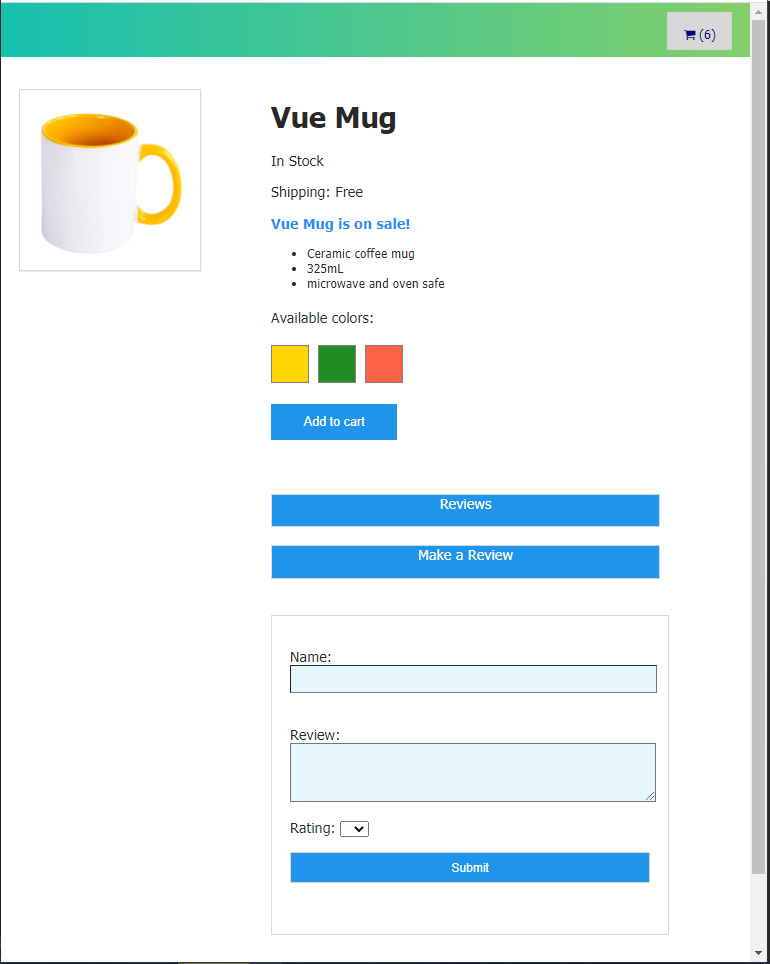 (6)
Vue Mug
In Stock
Shipping: Free
Vue Mug is on sale!
Ceramic coffee mug
325mL
microwave and oven safe
Available colors:
Add to cart
Reviews
Make a Review
Name:
Review:
Rating:
Submit